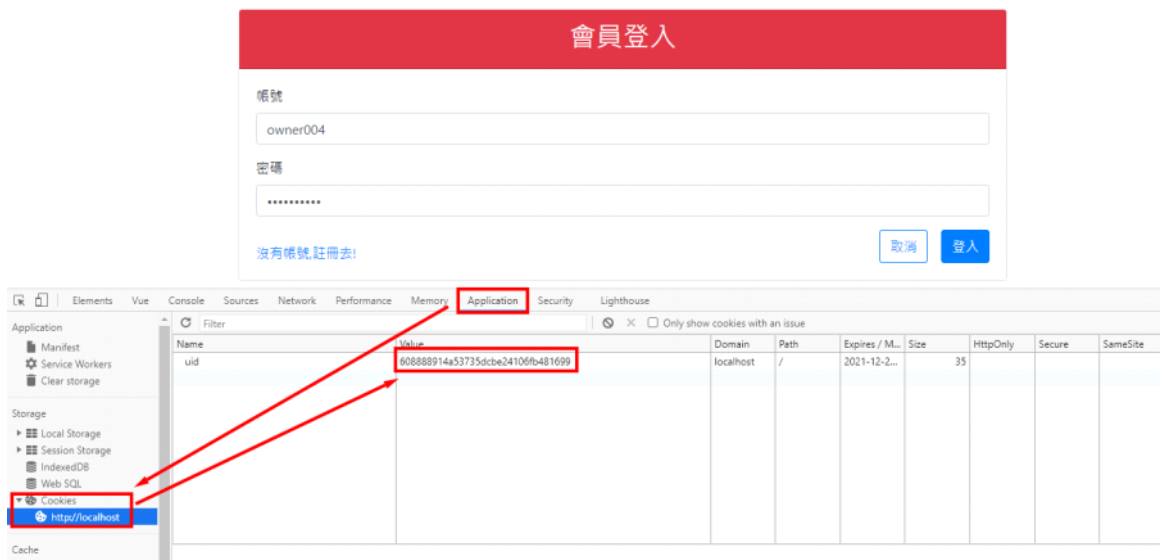 會員登入
帳號
owner004
密碼
••••••••••
沒有帳號,註冊去!
取消 登入
Elements Vue Console Sources Network Performance Memory Application Security Lighthouse
Application
Filter
Only show cookies with an issue
Manifest
Service Workers
Clear storage
Name Value Domain Path Expires / M... Size HttpOnly Secure SameSite
uid 608888914a53735dcbe24106fb481699 localhost / 2021-12-2... 35
Storage
Local Storage
Session Storage
IndexedDB
Web SQL
Cookies
http://localhost
Cache